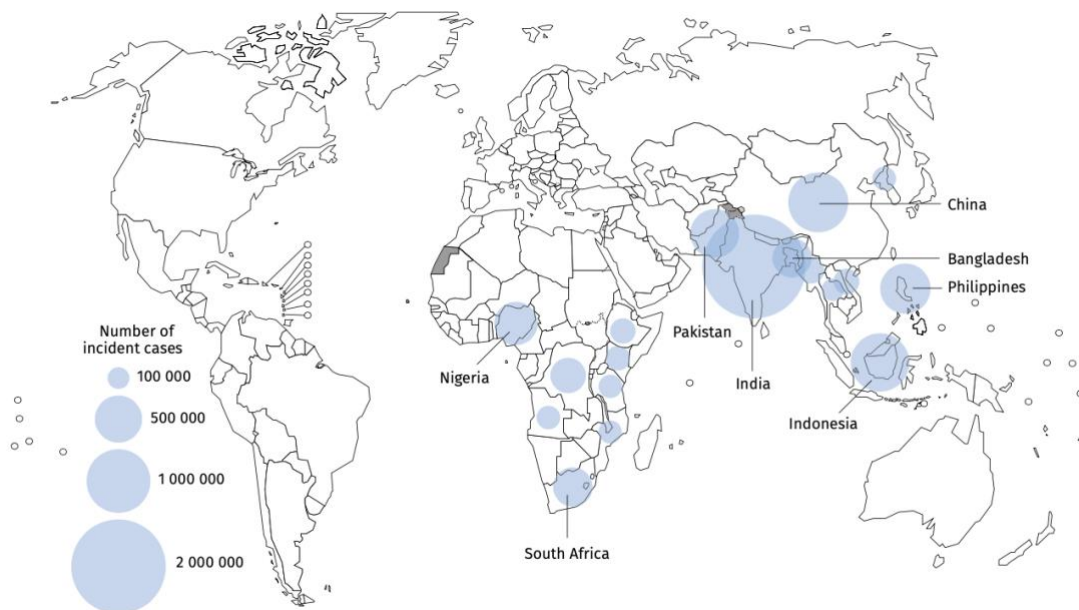 Number of
incident cases
100 000
500 000
1 000 000
2 000 000
China
Bangladesh
Philippines
Pakistan
India
Indonesia
Nigeria
South Africa